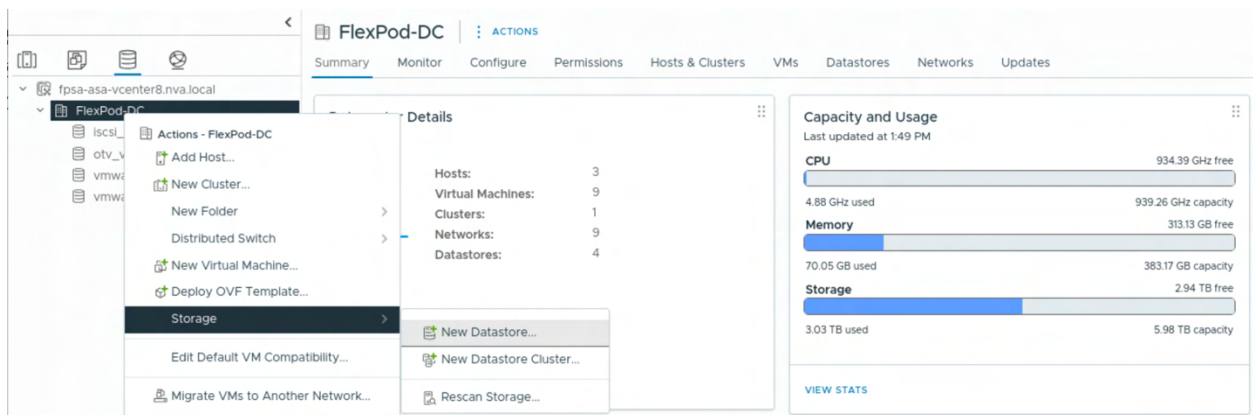 FlexPod-DC
ACTIONS
Summary Monitor Configure Permissions Hosts & Clusters VMs Datastores Networks Updates
fpsa-asa-vcenter8.nva.local
FlexPod-DC
iscsi_
otv_v
vmwa
vmwa
Actions - FlexPod-DC
Add Host...
New Cluster...
New Folder
Distributed Switch
New Virtual Machine...
Deploy OVF Template...
Storage
Edit Default VM Compatibility...
Migrate VMs to Another Network...
New Datastore...
New Datastore Cluster...
Rescan Storage...
Details
Hosts: 3
Virtual Machines: 9
Clusters: 1
Networks: 9
Datastores: 4
Capacity and Usage
Last updated at 1:49 PM
CPU 934.39 GHz free
4.88 GHz used 939.26 GHz capacity
Memory 313.13 GB free
70.05 GB used 383.17 GB capacity
Storage 2.94 TB free
3.03 TB used 5.98 TB capacity
VIEW STATS